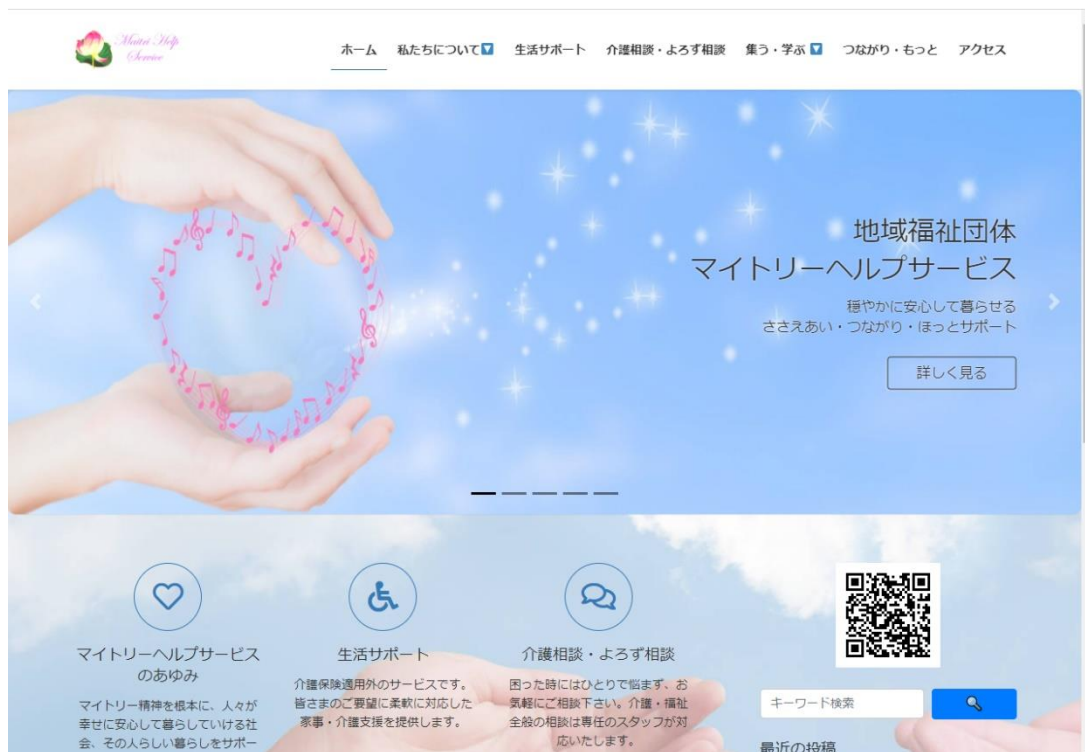 Maitri Help
Service
ホーム 私たちについて 生活サポート 介護相談・よろず相談 集う・学ぶ つながり・もっと アクセス
地域福祉団体
マイトリーヘルプサービス
穏やかに安心して暮らせる
ささえあい・つながり・ほっとサポート
詳しく見る
マイトリーヘルプサービス
のあゆみ
マイトリー精神を根本に、人々が
幸せに安心して暮らしていける社
会、その人らしい暮らしをサポー
生活サポート
介護保険適用外のサービスです。
皆さまのご要望に柔軟に対応した
家事・介護支援を提供します。
介護相談・よろず相談
困った時にはひとりで悩まず、お
気軽にご相談下さい。介護・福祉
全般の相談は専任のスタッフが対
応いたします。
キーワード検索
最近の投稿